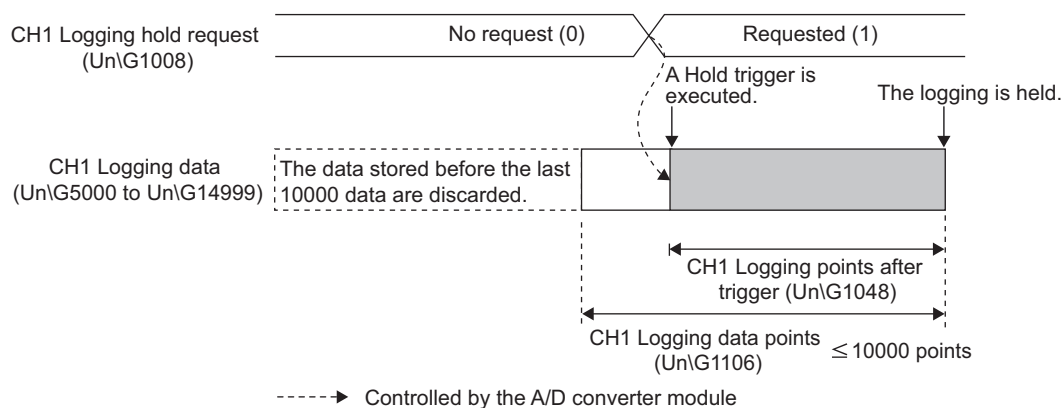 CH1 Logging hold request
(Un\G1008)
No request (0)
Requested (1)
A Hold trigger is
executed.
The logging is held.
CH1 Logging data
(Un\G5000 to Un\G14999)
The data stored before the last
10000 data are discarded.
CH1 Logging points after
trigger (Un\G1048)
CH1 Logging data points
(Un\G1106)
≤ 10000 points
Controlled by the A/D converter module